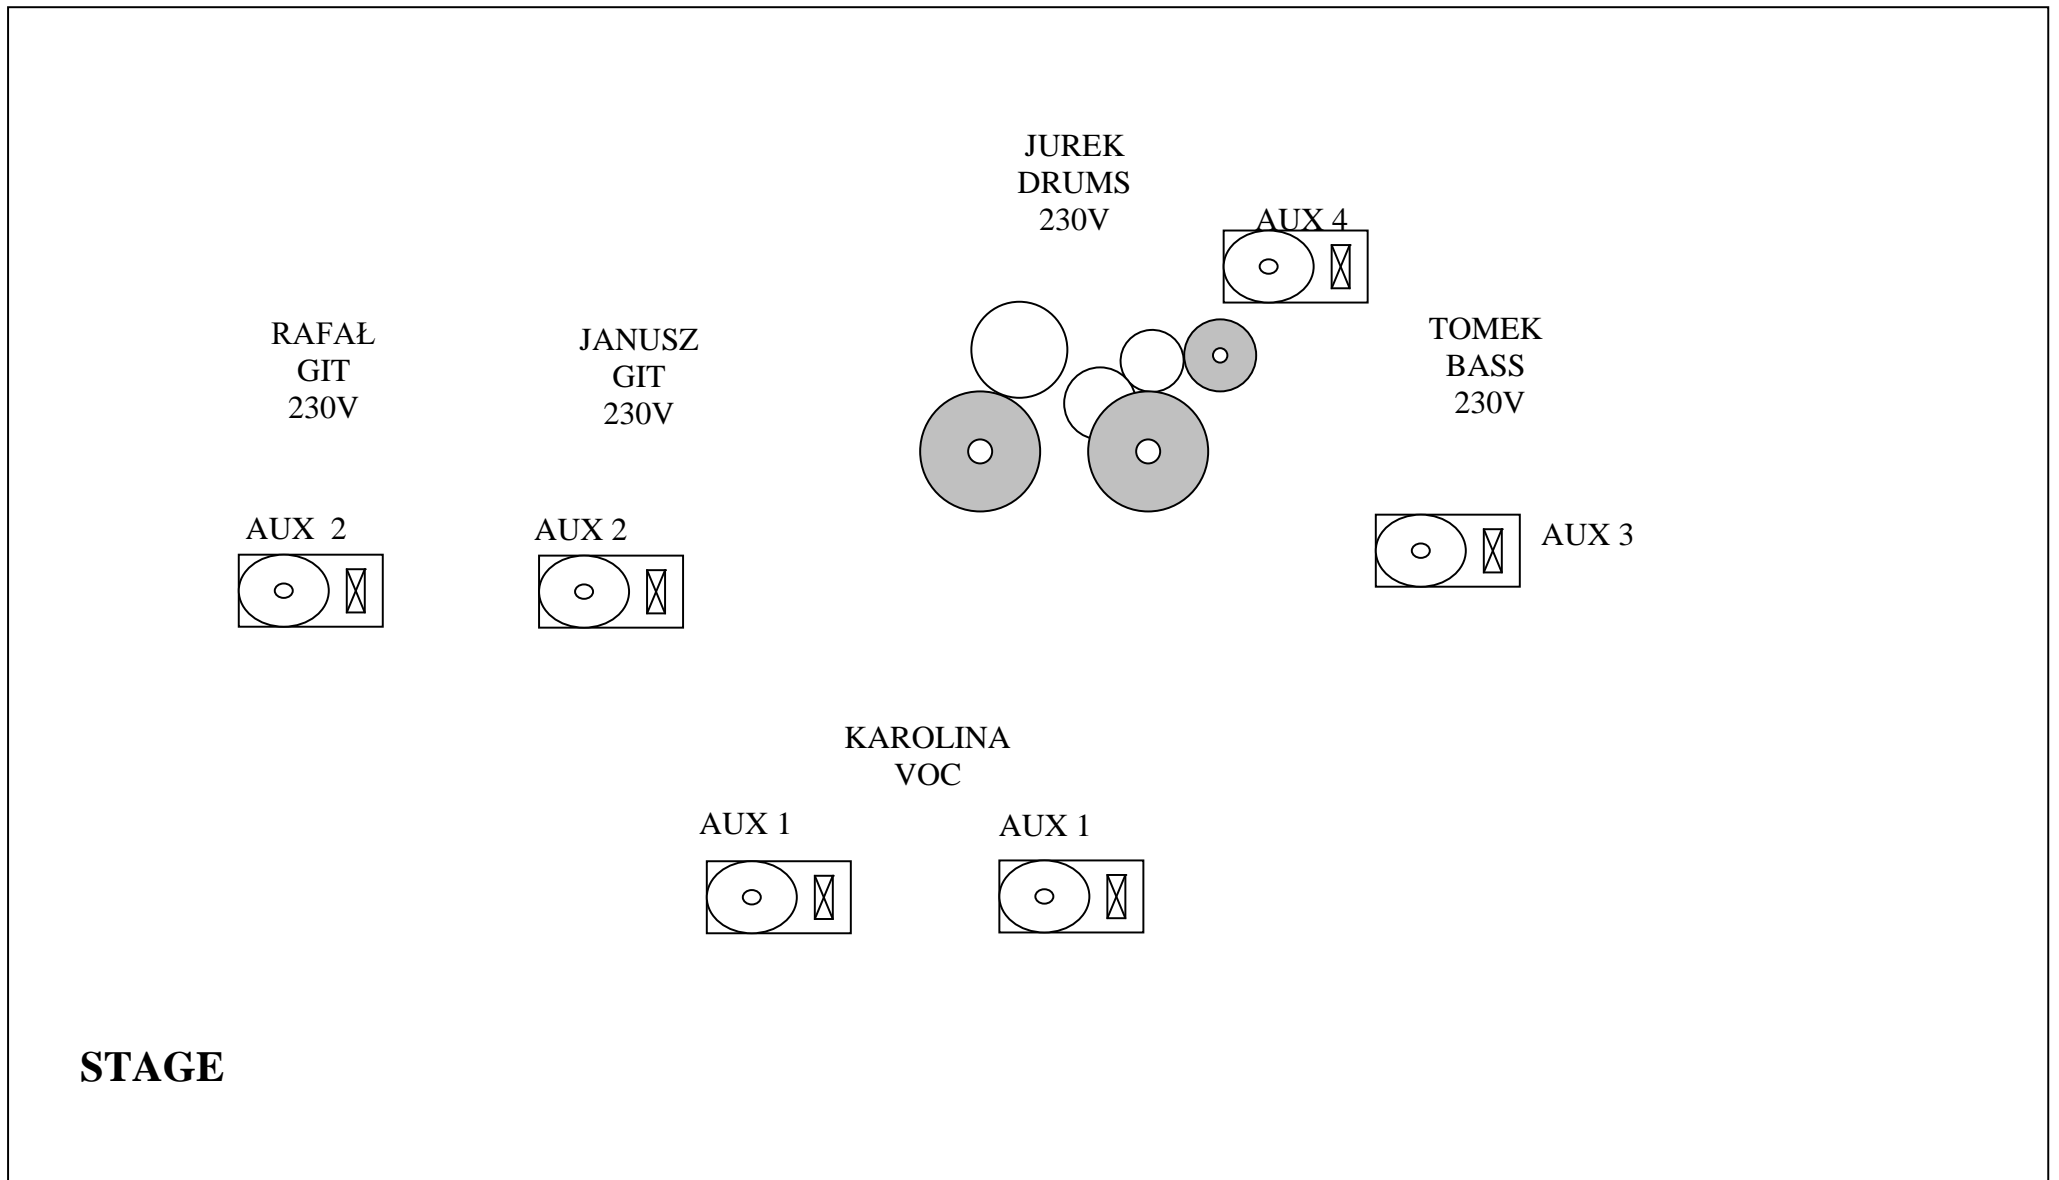 JUREK
DRUMS
230V
AUX 4
RAFAŁ
GIT
230V
JANUSZ
GIT
230V
TOMEK
BASS
230V
AUX  2
AUX 2
AUX 3
KAROLINA
VOC
AUX 1
AUX 1
STAGE